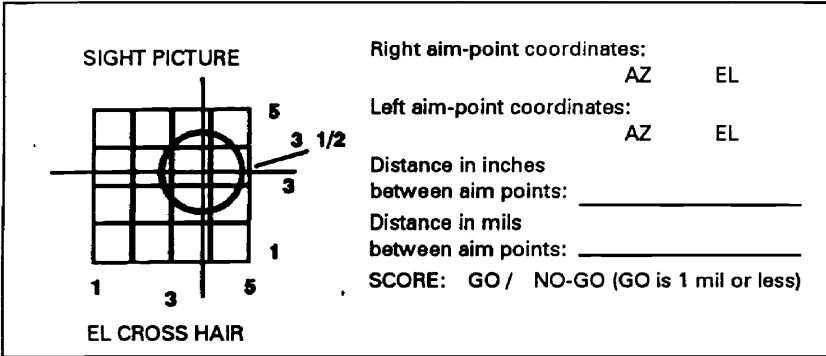 SIGHT PICTURE
5
3 1/2
3
1
1 3 5
EL CROSS HAIR
Right aim-point coordinates:
AZ EL
Left aim-point coordinates:
AZ EL
Distance in inches
between aim points:
Distance in mils
between aim points:
SCORE: GO / NO-GO (GO is 1 mil or less)